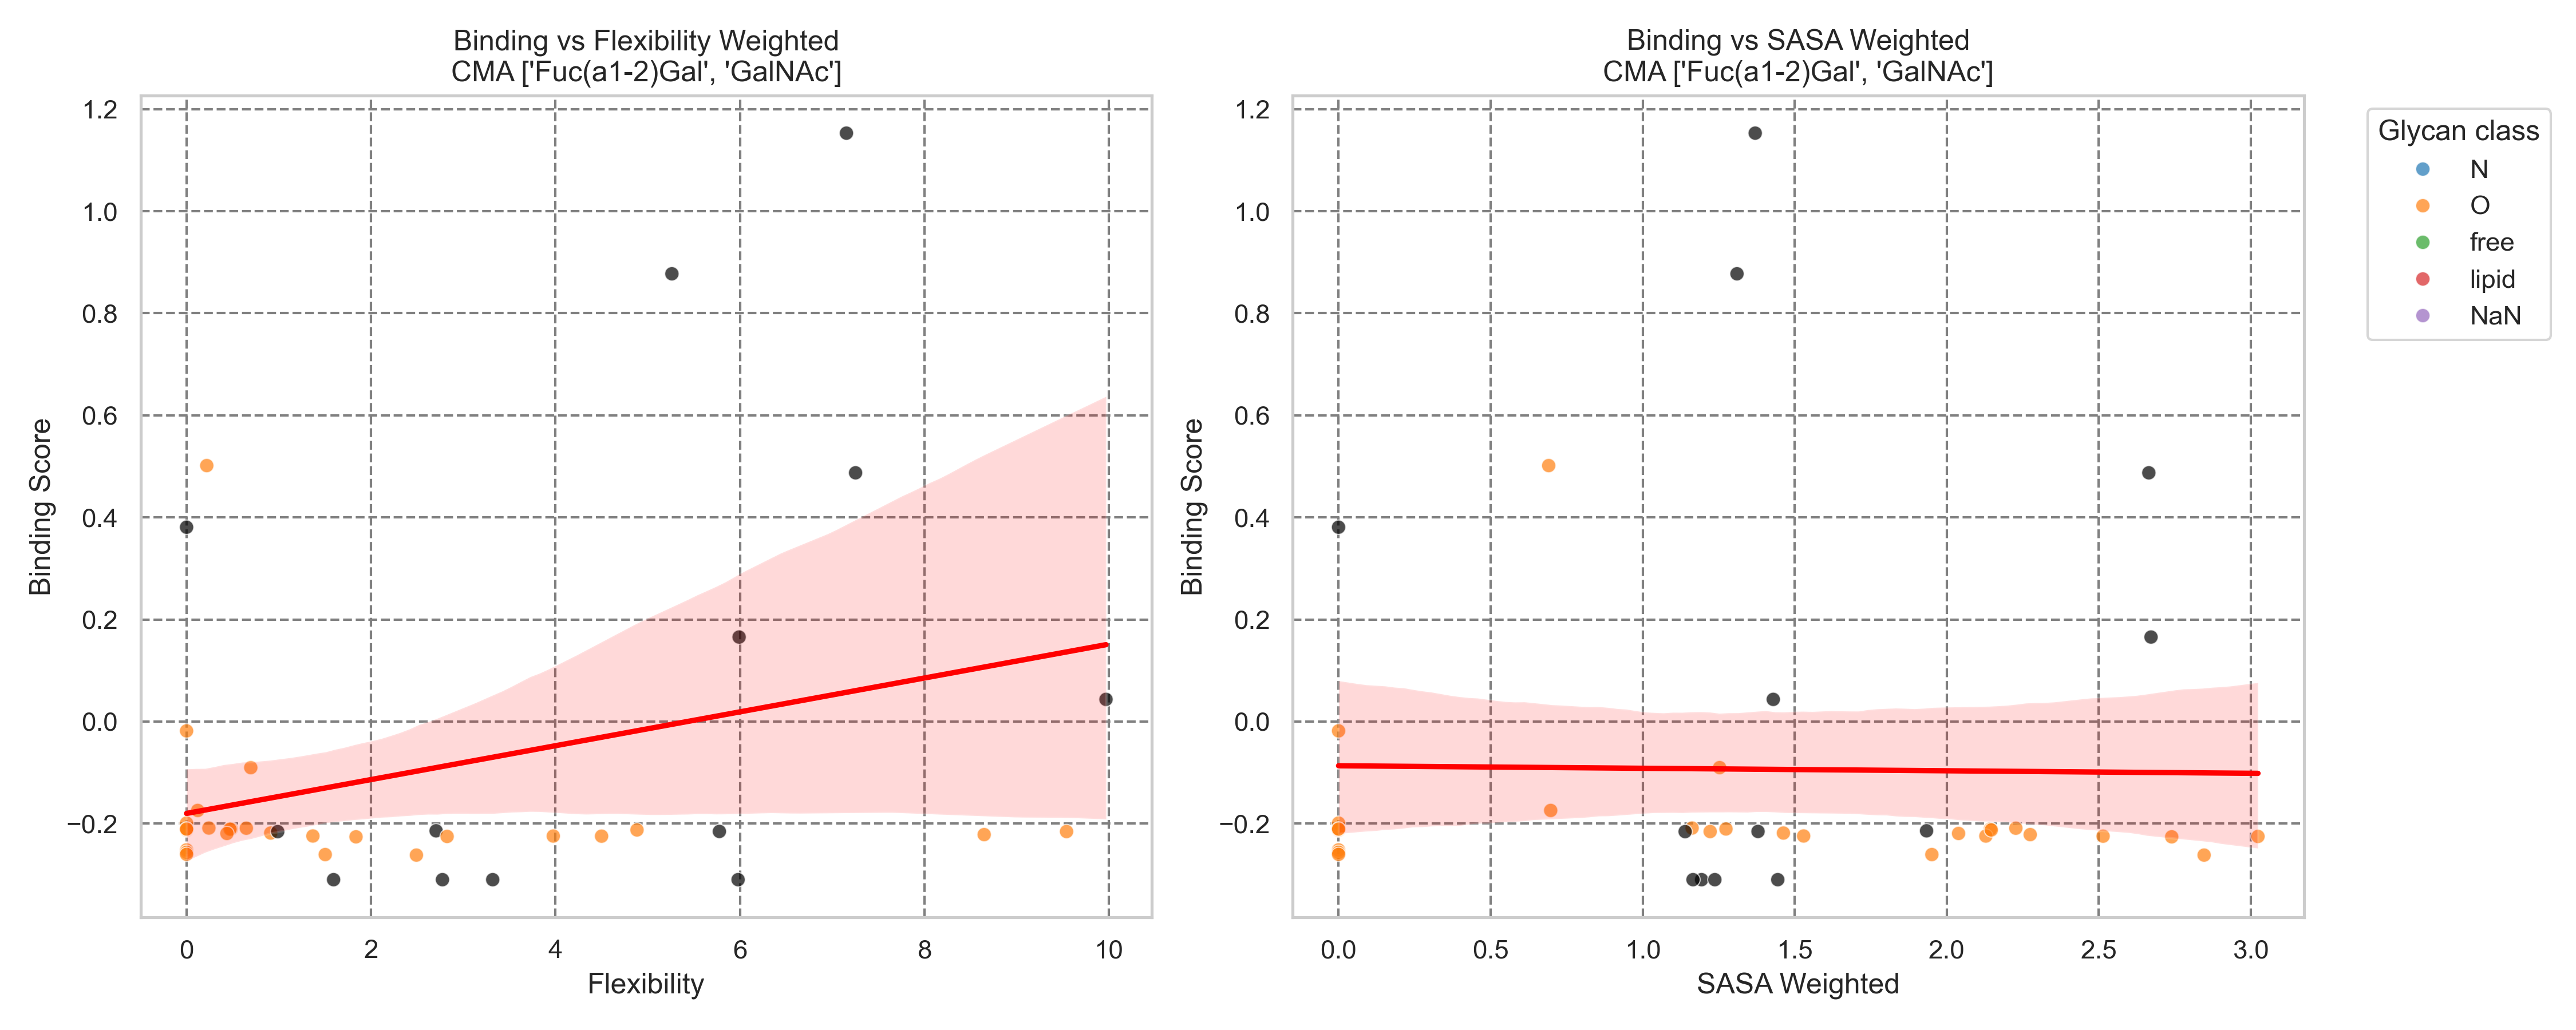 Binding vs Flexibility Weighted
CMA ['Fuc(a1-2)Gal', 'GalNAc']
1.2
1.0
0.8
0.6
0.4
0.2
0.0
−0.2
Binding Score
0 2 4 6 8 10
Flexibility
Binding vs SASA Weighted
CMA ['Fuc(a1-2)Gal', 'GalNAc']
1.2
1.0
0.8
0.6
0.4
0.2
0.0
−0.2
Binding Score
0.0 0.5 1.0 1.5 2.0 2.5 3.0
SASA Weighted
Glycan class
N
O
free
lipid
NaN